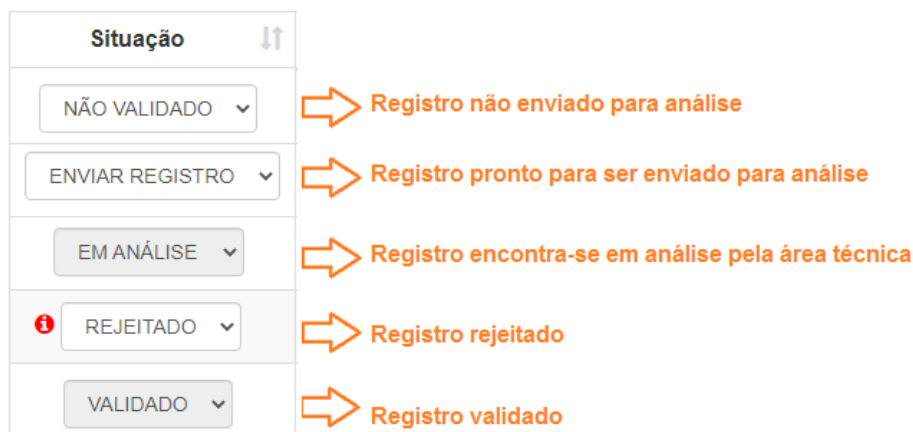 Situação
NÃO VALIDADO Registro não enviado para análise
ENVIAR REGISTRO Registro pronto para ser enviado para análise
EM ANÁLISE Registro encontra-se em análise pela área técnica
REJEITADO Registro rejeitado
VALIDADO Registro validado